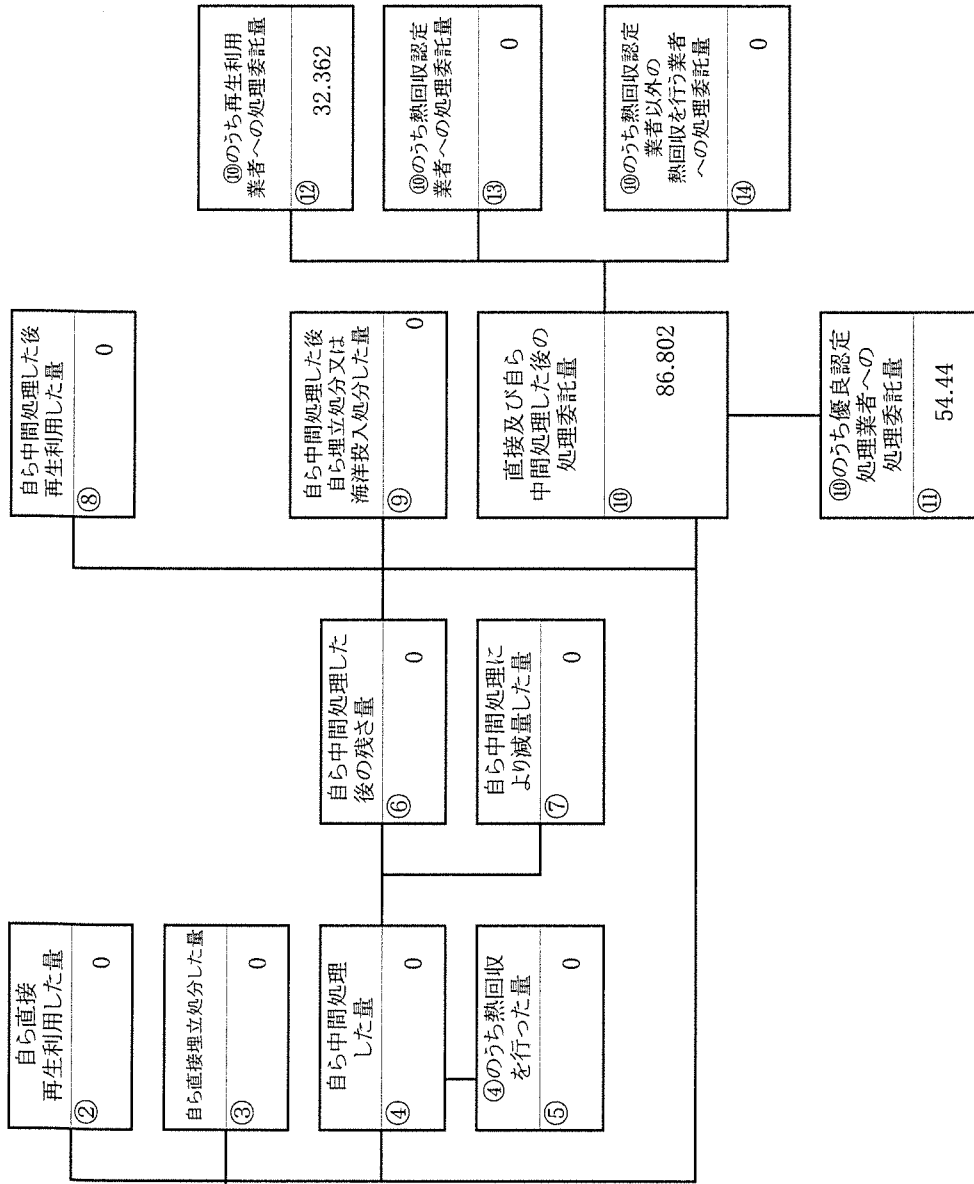 自ら直接
再生利用した量
②
0
自ら直接埋立処分した量
③
0
自ら中間処理
した量
④
0
④のうち熱回収
を行った量
⑤
0
自ら中間処理した
後の残さ量
⑥
0
自ら中間処理に
より減量した量
⑦
0
自ら中間処理した後
再生利用した量
⑧
0
自ら中間処理した後
自ら埋立処分又は
海洋投入処分した量
⑨
0
直接及び自ら
中間処理した後の
処理委託量
⑩
86.802
⑩のうち優良認定
処理業者への
処理委託量
⑪
54.44
⑩のうち再生利用
業者への処理委託量
⑫
32.362
⑩のうち熱回収認定
業者への処理委託量
⑬
0
⑩のうち熱回収認定
業者以外の
熱回収を行う業者
への処理委託量
⑭
0